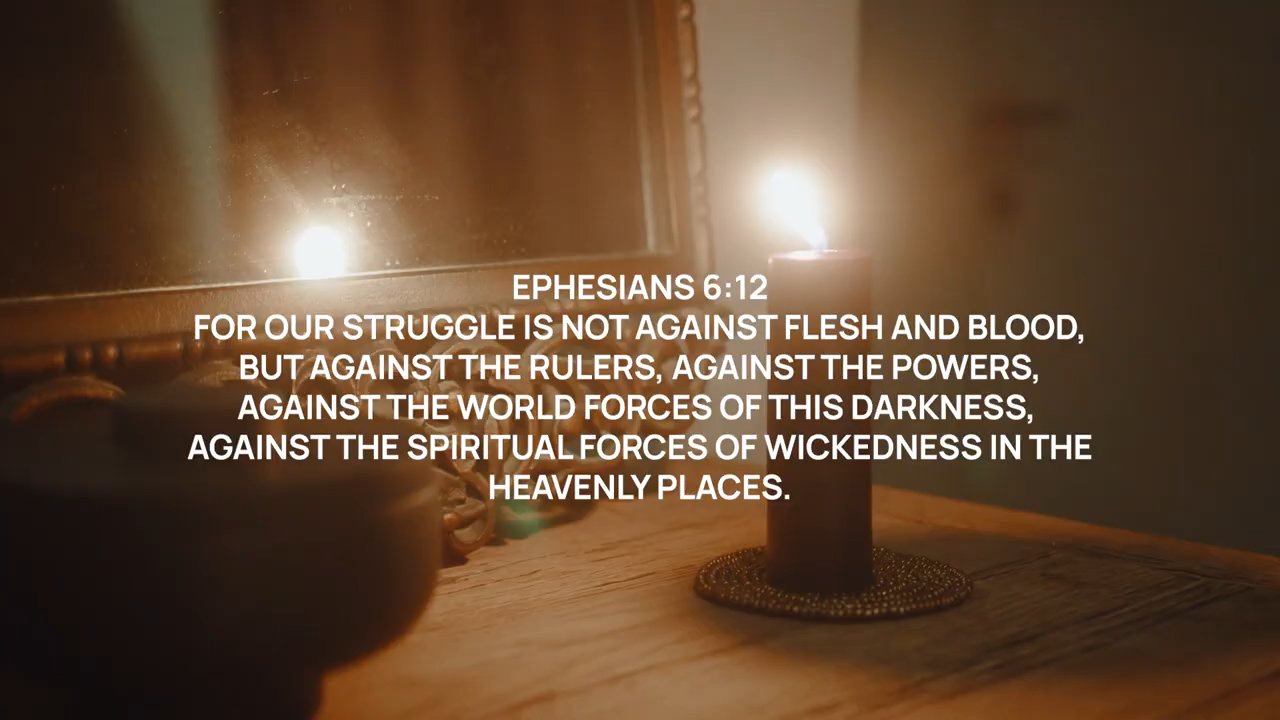 EPHESIANS 6:12
FOR OUR STRUGGLE IS NOT AGAINST FLESH AND BLOOD,
BUT AGAINST THE RULERS, AGAINST THE POWERS,
AGAINST THE WORLD FORCES OF THIS DARKNESS,
AGAINST THE SPIRITUAL FORCES OF WICKEDNESS IN THE
HEAVENLY PLACES.